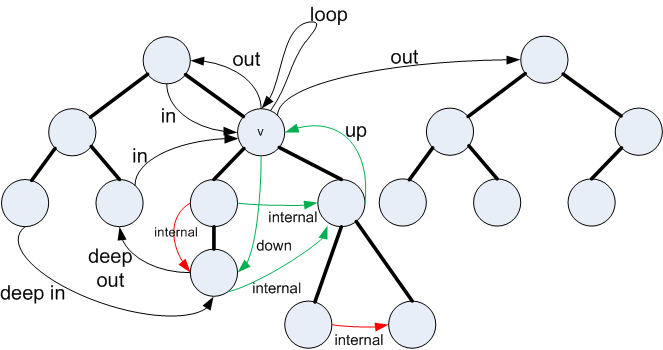 loop
out
out
in
v
up
in
internal
internal
down
deep
out
internal
deep in
internal